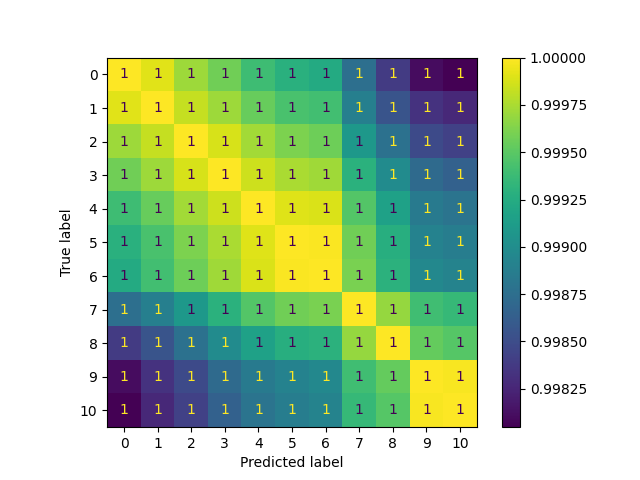 0 1 1 1 1 1 1 1 1 1 1 1
1 1 1 1 1 1 1 1 1 1 1 1
2 1 1 1 1 1 1 1 1 1 1 1
3 1 1 1 1 1 1 1 1 1 1 1
4 1 1 1 1 1 1 1 1 1 1 1
5 1 1 1 1 1 1 1 1 1 1 1
6 1 1 1 1 1 1 1 1 1 1 1
7 1 1 1 1 1 1 1 1 1 1 1
8 1 1 1 1 1 1 1 1 1 1 1
9 1 1 1 1 1 1 1 1 1 1 1
10 1 1 1 1 1 1 1 1 1 1 1
0 1 2 3 4 5 6 7 8 9 10
True label
Predicted label
1.00000
0.99975
0.99950
0.99925
0.99900
0.99875
0.99850
0.99825